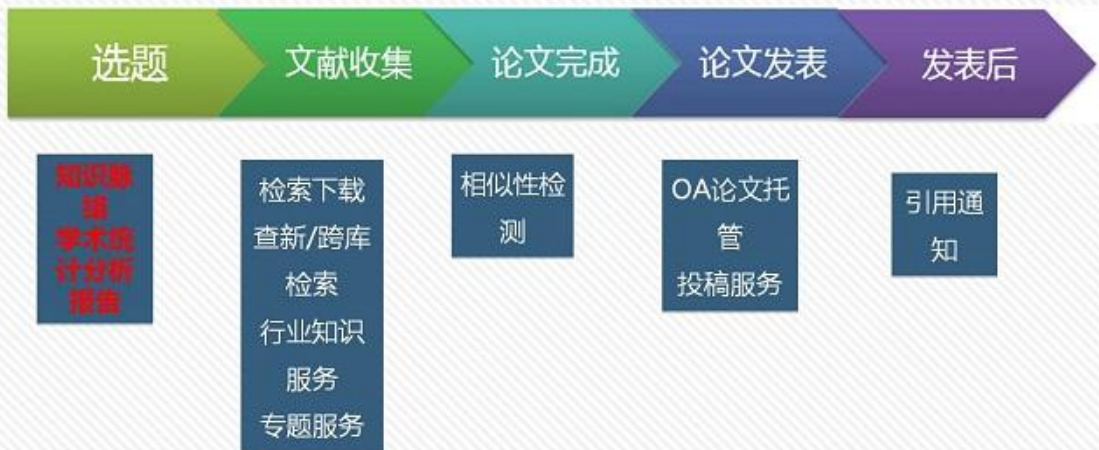 选题
文献收集
论文完成
论文发表
发表后
知识脉
络
学术统
计分析
报告
检索下载
查新/跨库
检索
行业知识
服务
专题服务
相似性检
测
OA论文托
管
投稿服务
引用通
知